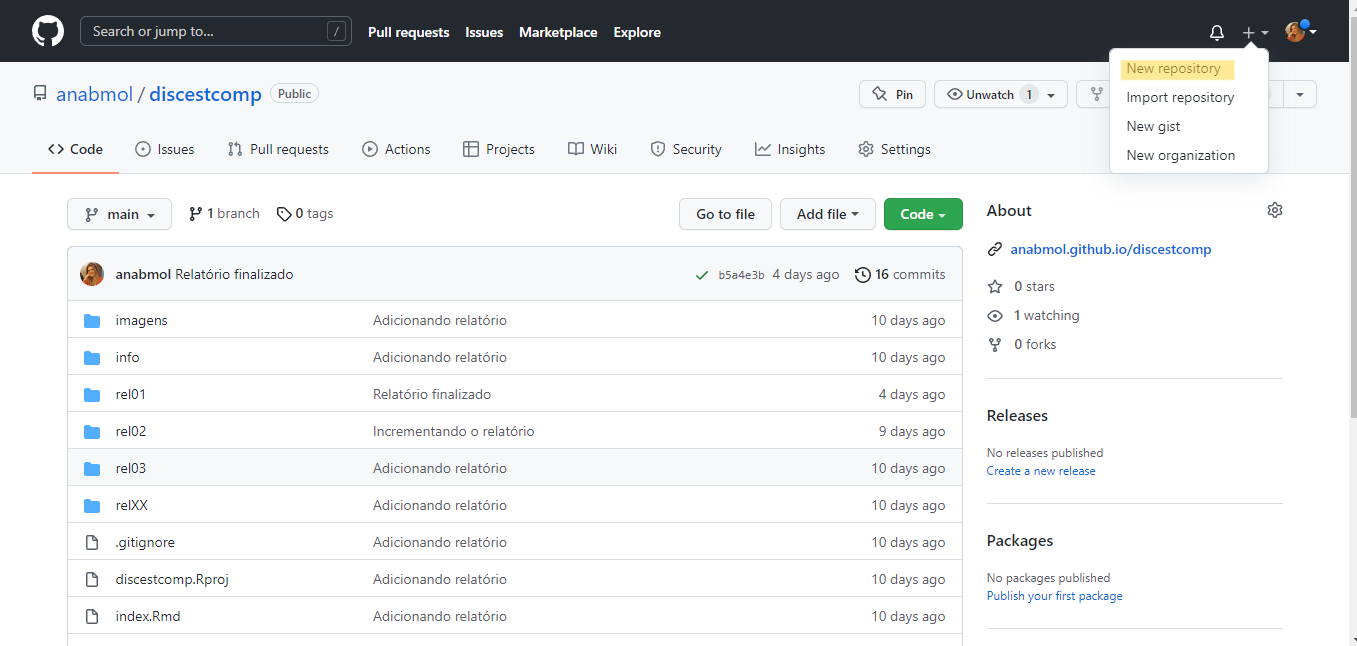 Search or jump to... /
Pull requests Issues Marketplace Explore
New repository
Import repository
New gist
New organization
anabmol / discestcomp Public
Pin Unwatch 1
Code Issues Pull requests Actions Projects Wiki Security Insights Settings
main 1 branch 0 tags
Go to file Add file Code
anabmol Relatório finalizado b5a4e3b 4 days ago 16 commits
imagens Adicionando relatório 10 days ago
info Adicionando relatório 10 days ago
rel01 Relatório finalizado 4 days ago
rel02 Incrementando o relatório 9 days ago
rel03 Adicionando relatório 10 days ago
relXX Adicionando relatório 10 days ago
.gitignore Adicionando relatório 10 days ago
discestcomp.Rproj Adicionando relatório 10 days ago
index.Rmd Adicionando relatório 10 days ago
About
anabmol.github.io/discestcomp
0 stars
1 watching
0 forks
Releases
No releases published
Create a new release
Packages
No packages published
Publish your first package